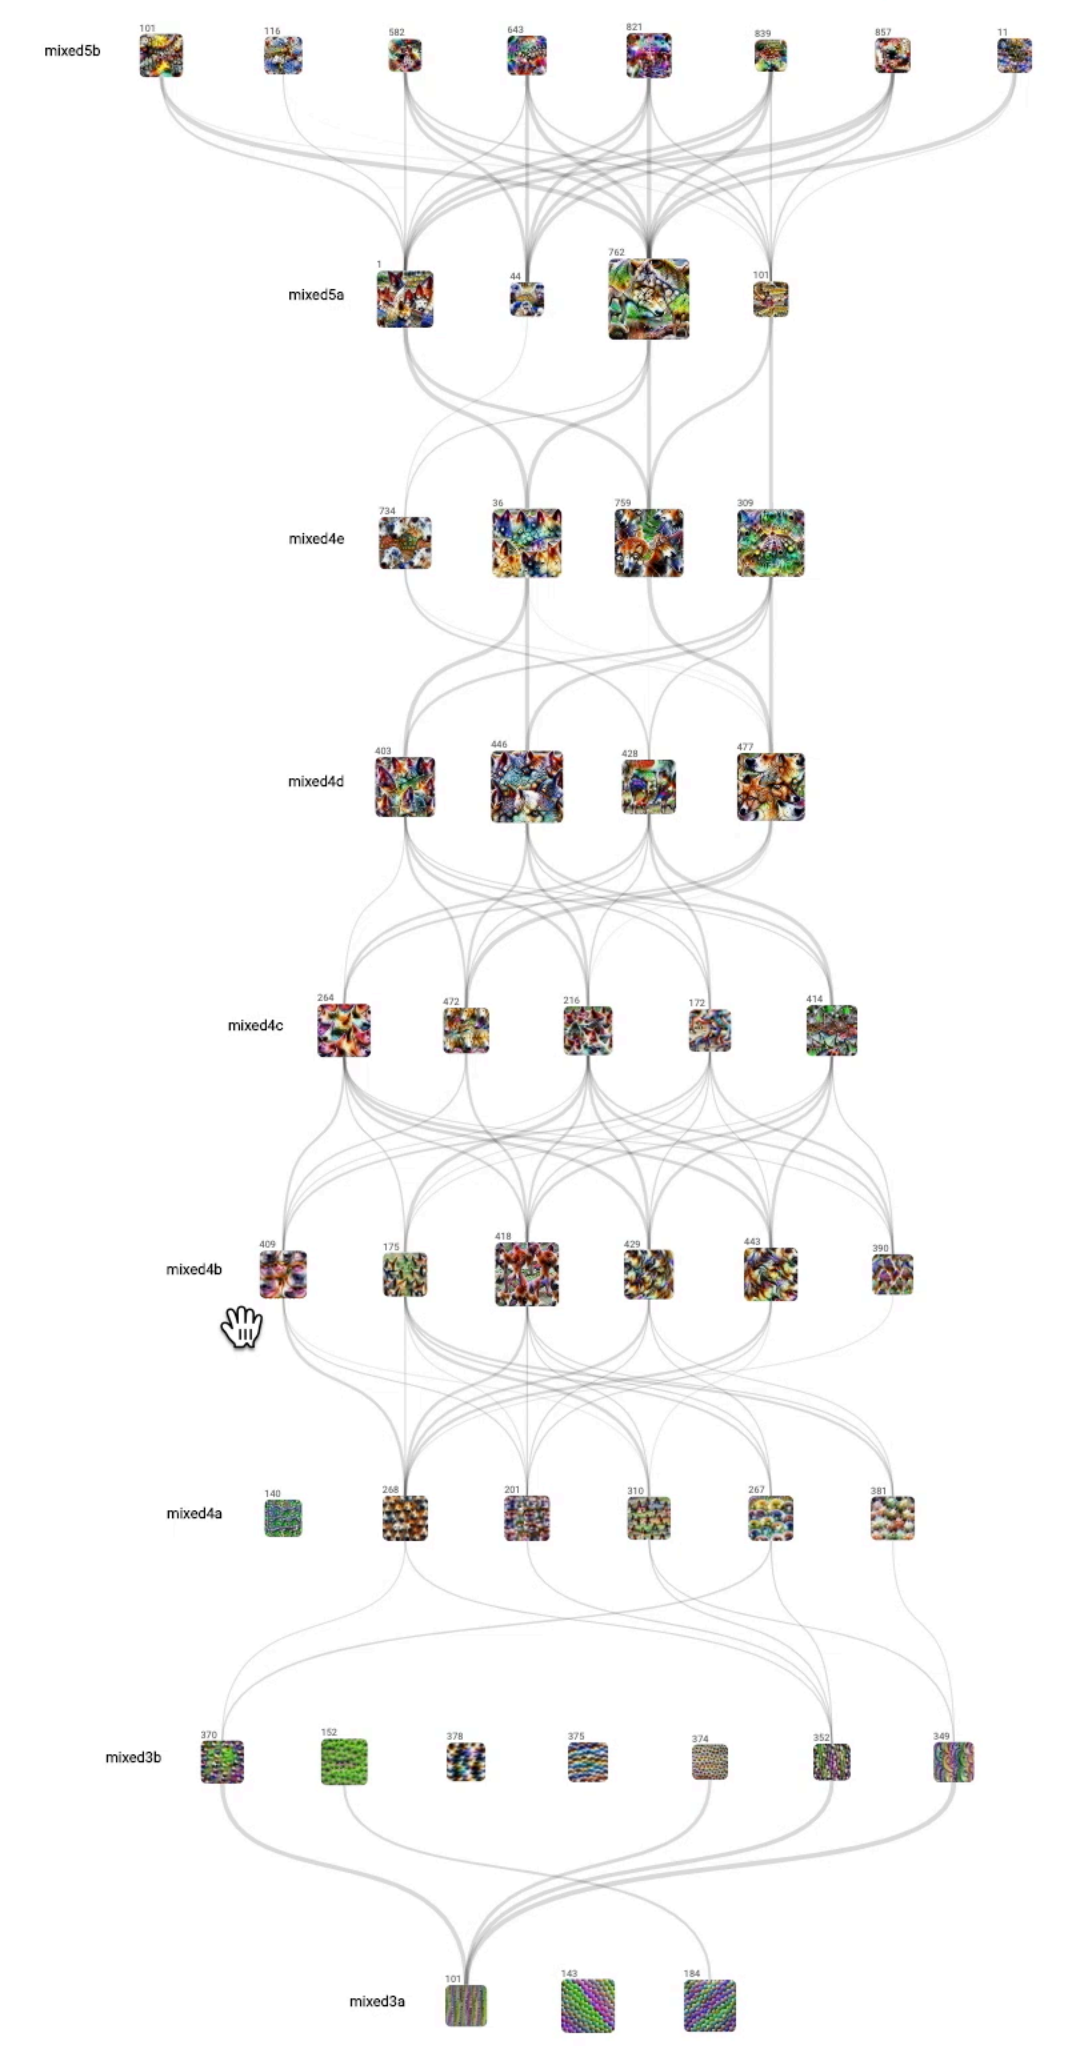 101 116 582 643 821 839 857 11
mixed5b
1 44 762 101
mixed5a
734 36 759 309
mixed4e
403 446 428 477
mixed4d
264 472 216 172 414
mixed4c
409 175 418 429 443 390
mixed4b
140 268 201 310 267 381
mixed4a
370 152 378 375 374 352 349
mixed3b
101 143 184
mixed3a